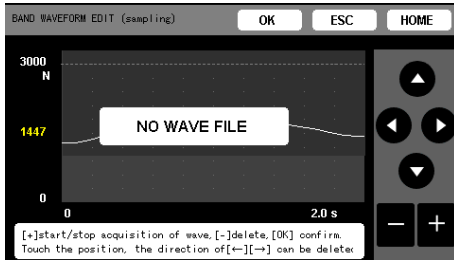 BAND WAVEFORM EDIT (sampling)
OK
ESC
HOME
3000
N
1447
NO WAVE FILE
0
0
2.0 s
[+]start/stop acquisition of wave,[-]delete,[OK] confirm.
Touch the position, the direction of[←][→] can be deletec
− +